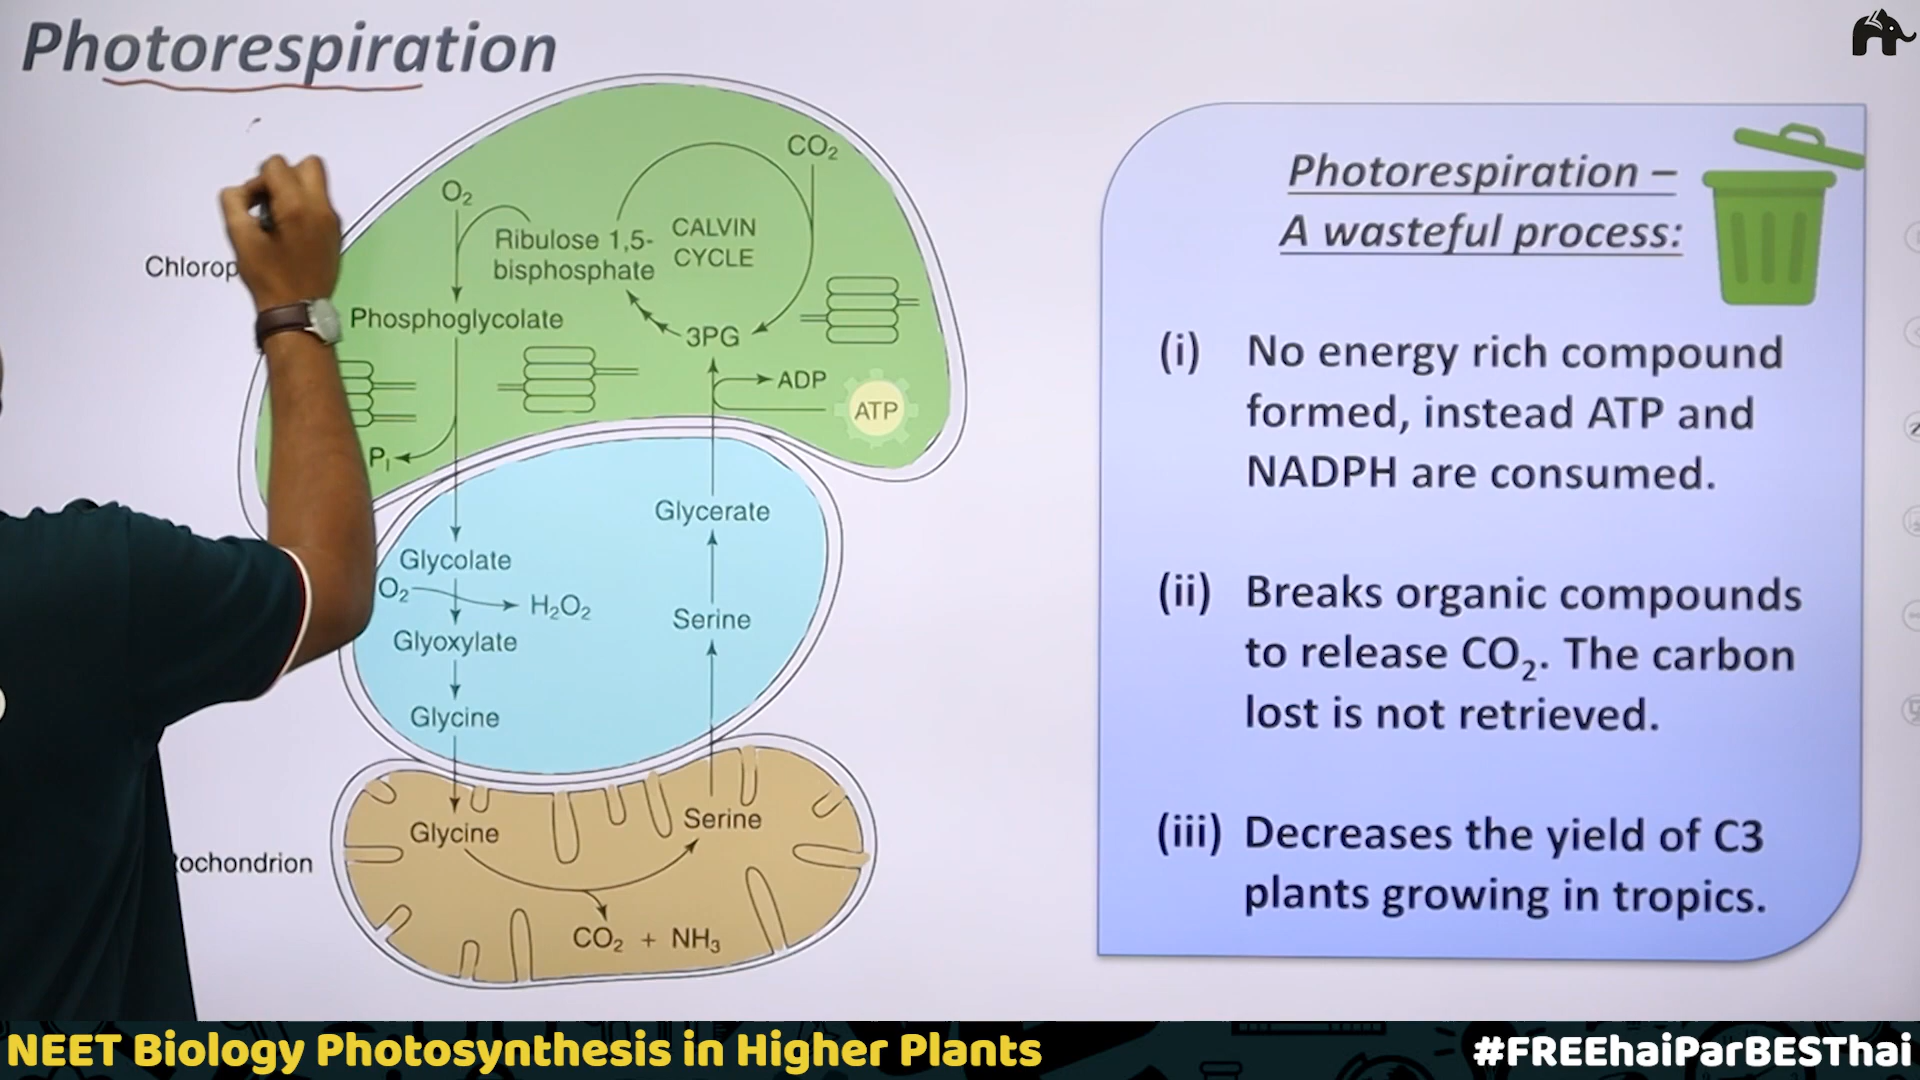 Photorespiration
CO₂
O₂
Ribulose 1,5-
bisphosphate
CALVIN
CYCLE
Phosphoglycolate
3PG
ADP
ATP
Pᵢ
Glycerate
Glycolate
O₂
H₂O₂
Serine
Glyoxylate
Glycine
Glycine
Serine
CO₂ + NH₃
Photorespiration –
A wasteful process:
(i) No energy rich compound
formed, instead ATP and
NADPH are consumed.
(ii) Breaks organic compounds
to release CO₂. The carbon
lost is not retrieved.
(iii) Decreases the yield of C3
plants growing in tropics.
NEET Biology Photosynthesis in Higher Plants
#FREEhaiParBESThai